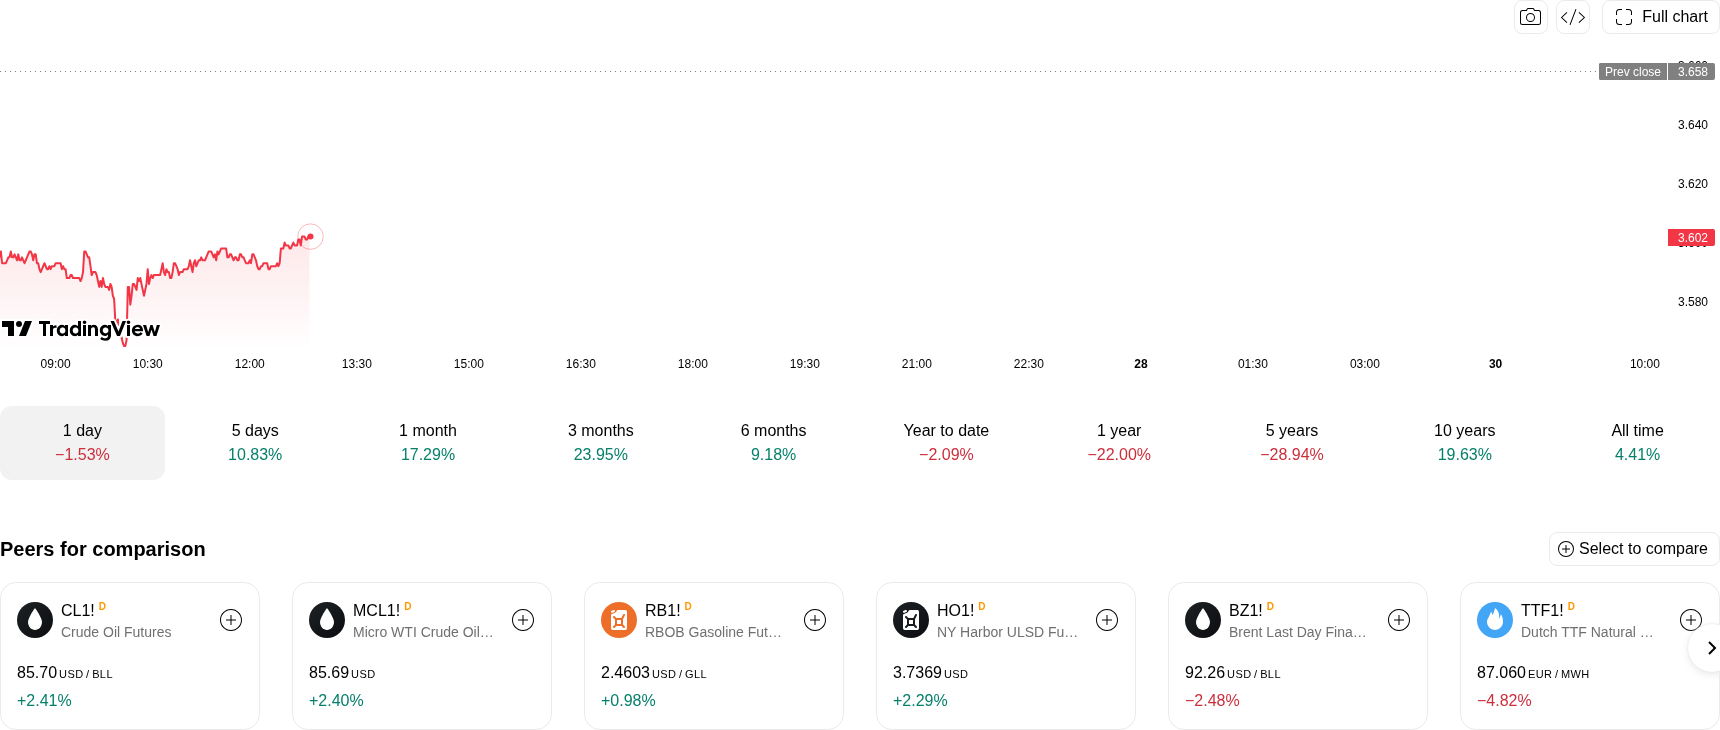 </> Full chart
Prev close 3.658
3.640
3.620
3.602
3.580
TradingView
09:00 10:30 12:00 13:30 15:00 16:30 18:00 19:30 21:00 22:30 28 01:30 03:00 30 10:00
1 day 5 days 1 month 3 months 6 months Year to date 1 year 5 years 10 years All time
−1.53% 10.83% 17.29% 23.95% 9.18% −2.09% −22.00% −28.94% 19.63% 4.41%
Peers for comparison
Select to compare
CL1! D
Crude Oil Futures
85.70 USD / BLL
+2.41%
MCL1! D
Micro WTI Crude Oil…
85.69 USD
+2.40%
RB1! D
RBOB Gasoline Fut…
2.4603 USD / GLL
+0.98%
HO1! D
NY Harbor ULSD Fu…
3.7369 USD
+2.29%
BZ1! D
Brent Last Day Fina…
92.26 USD / BLL
−2.48%
TTF1! D
Dutch TTF Natural …
87.060 EUR / MWH
−4.82%